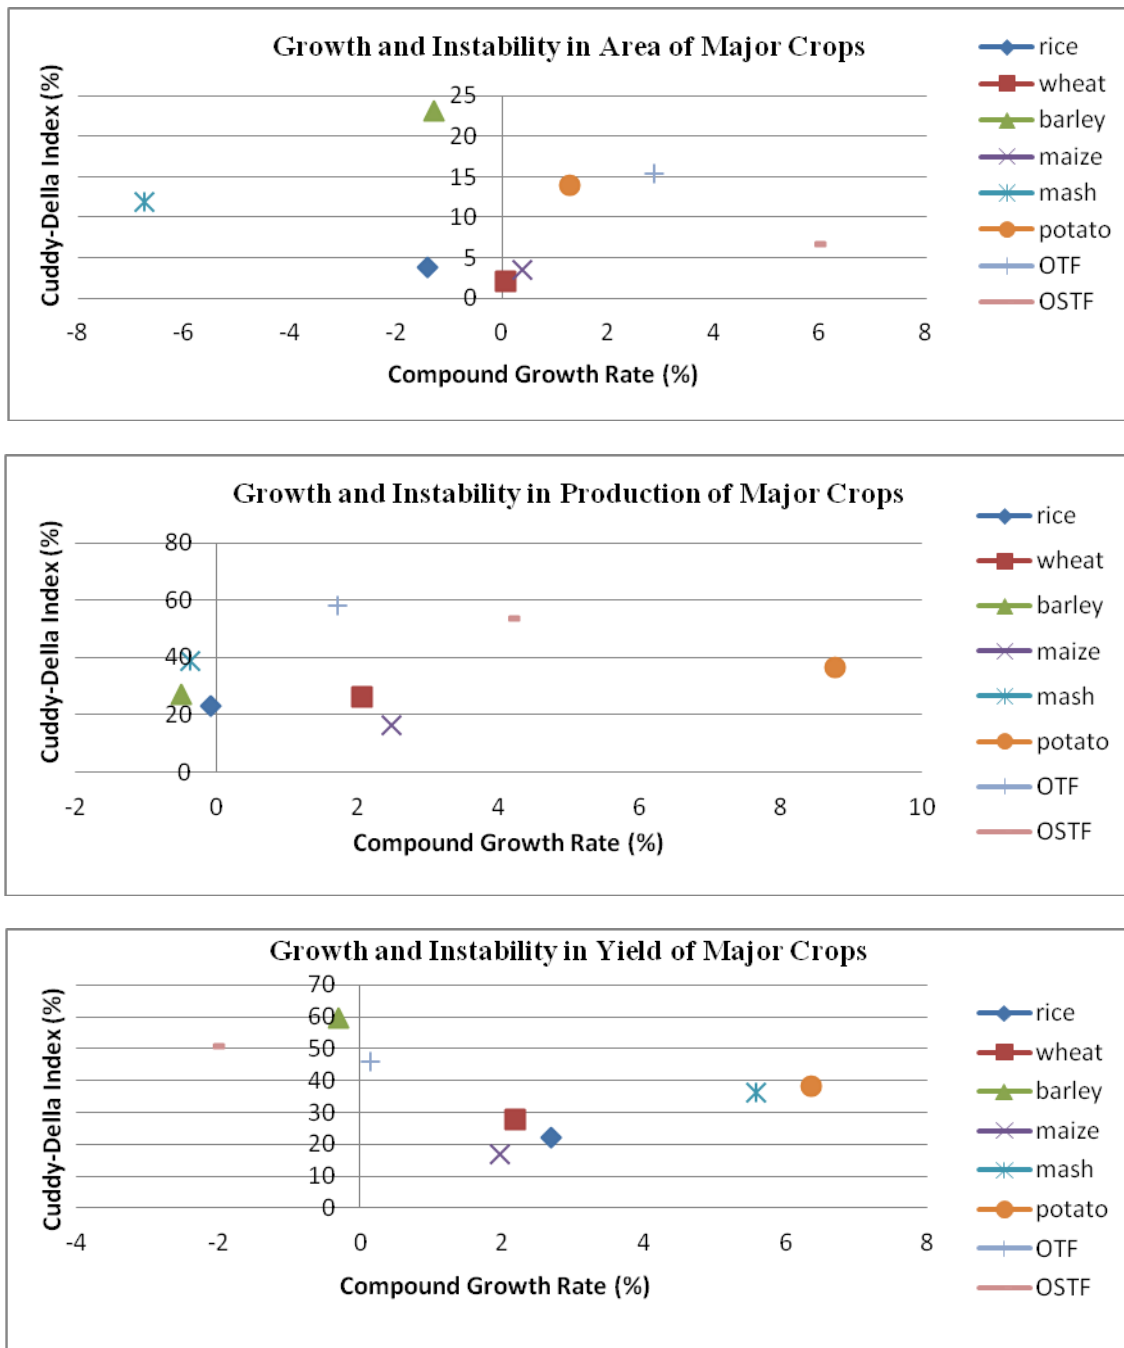 Growth and Instability in Area of Major Crops
Cuddy-Della Index (%)
25
20
15
10
5
0
-8 -6 -4 -2 0 2 4 6 8
Compound Growth Rate (%)
rice
wheat
barley
maize
mash
potato
OTF
OSTF
Growth and Instability in Production of Major Crops
Cuddy-Della Index (%)
80
60
40
20
0
-2 0 2 4 6 8 10
Compound Growth Rate (%)
rice
wheat
barley
maize
mash
potato
OTF
OSTF
Growth and Instability in Yield of Major Crops
Cuddy-Della Index (%)
70
60
50
40
30
20
10
0
-4 -2 0 2 4 6 8
Compound Growth Rate (%)
rice
wheat
barley
maize
mash
potato
OTF
OSTF